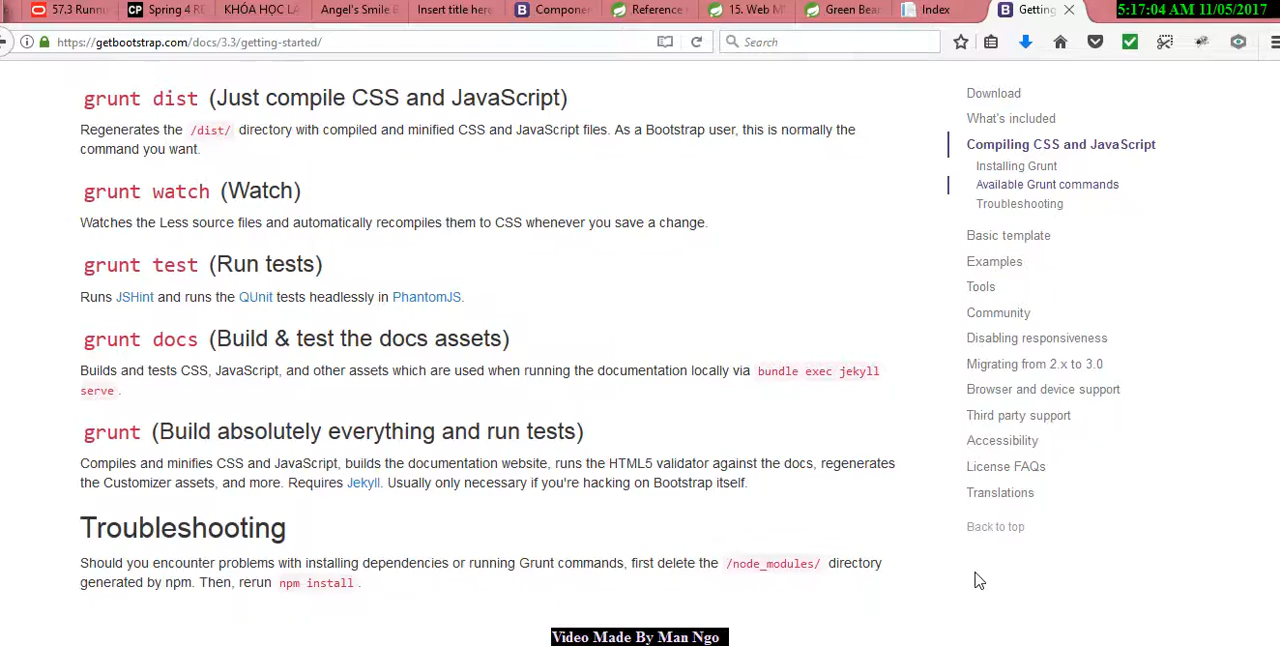 57.3 Runn
Spring 4 R
KHÓA HỌC LẬ
Angel's Smile E
Insert title here
Componen
Reference
15. Web M
Green Bea
Index
Getting
5:17:04 AM 11/05/2017
https://getbootstrap.com/docs/3.3/getting-started/
Search
grunt dist (Just compile CSS and JavaScript)
Regenerates the /dist/ directory with compiled and minified CSS and JavaScript files. As a Bootstrap user, this is normally the
command you want.
grunt watch (Watch)
Watches the Less source files and automatically recompiles them to CSS whenever you save a change.
grunt test (Run tests)
Runs JSHint and runs the QUnit tests headlessly in PhantomJS.
grunt docs (Build & test the docs assets)
Builds and tests CSS, JavaScript, and other assets which are used when running the documentation locally via bundle exec jekyll
serve.
grunt (Build absolutely everything and run tests)
Compiles and minifies CSS and JavaScript, builds the documentation website, runs the HTML5 validator against the docs, regenerates
the Customizer assets, and more. Requires Jekyll. Usually only necessary if you're hacking on Bootstrap itself.
Troubleshooting
Should you encounter problems with installing dependencies or running Grunt commands, first delete the /node_modules/ directory
generated by npm. Then, rerun npm install.
Download
What's included
Compiling CSS and JavaScript
Installing Grunt
Available Grunt commands
Troubleshooting
Basic template
Examples
Tools
Community
Disabling responsiveness
Migrating from 2.x to 3.0
Browser and device support
Third party support
Accessibility
License FAQs
Translations
Back to top
Video Made By Man Ngo